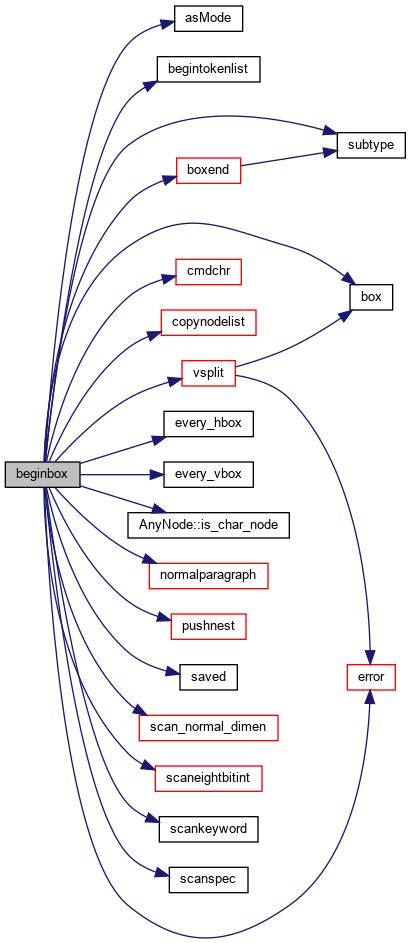 asMode
begintokenlist
subtype
boxend
cmdchr
box
copynodelist
vsplit
every_hbox
beginbox
every_vbox
AnyNode::is_char_node
normalparagraph
pushnest
saved
error
scan_normal_dimen
scaneightbitint
scankeyword
scanspec